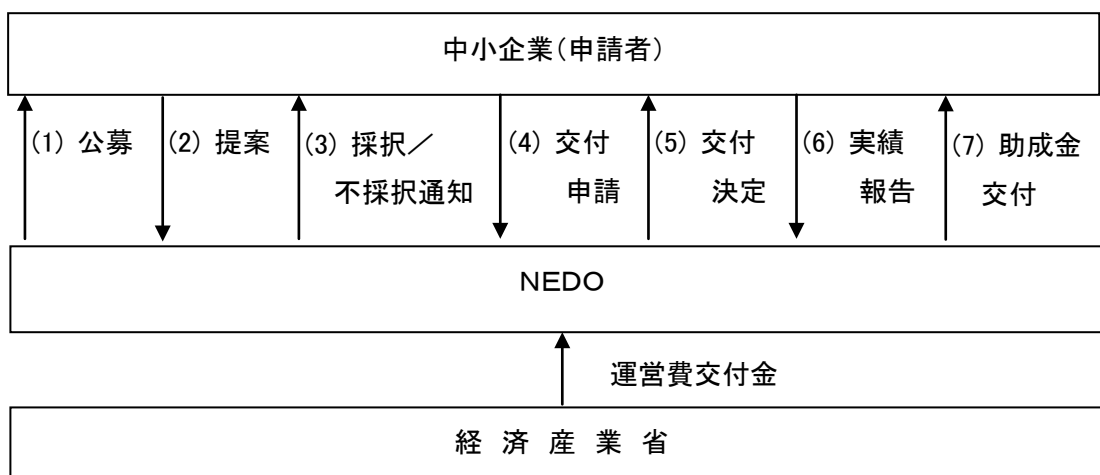 中小企業(申請者)
(1) 公募
(2) 提案
(3) 採択／
不採択通知
(4) 交付
申請
(5) 交付
決定
(6) 実績
報告
(7) 助成金
交付
ＮＥＤＯ
運営費交付金
経 済 産 業 省